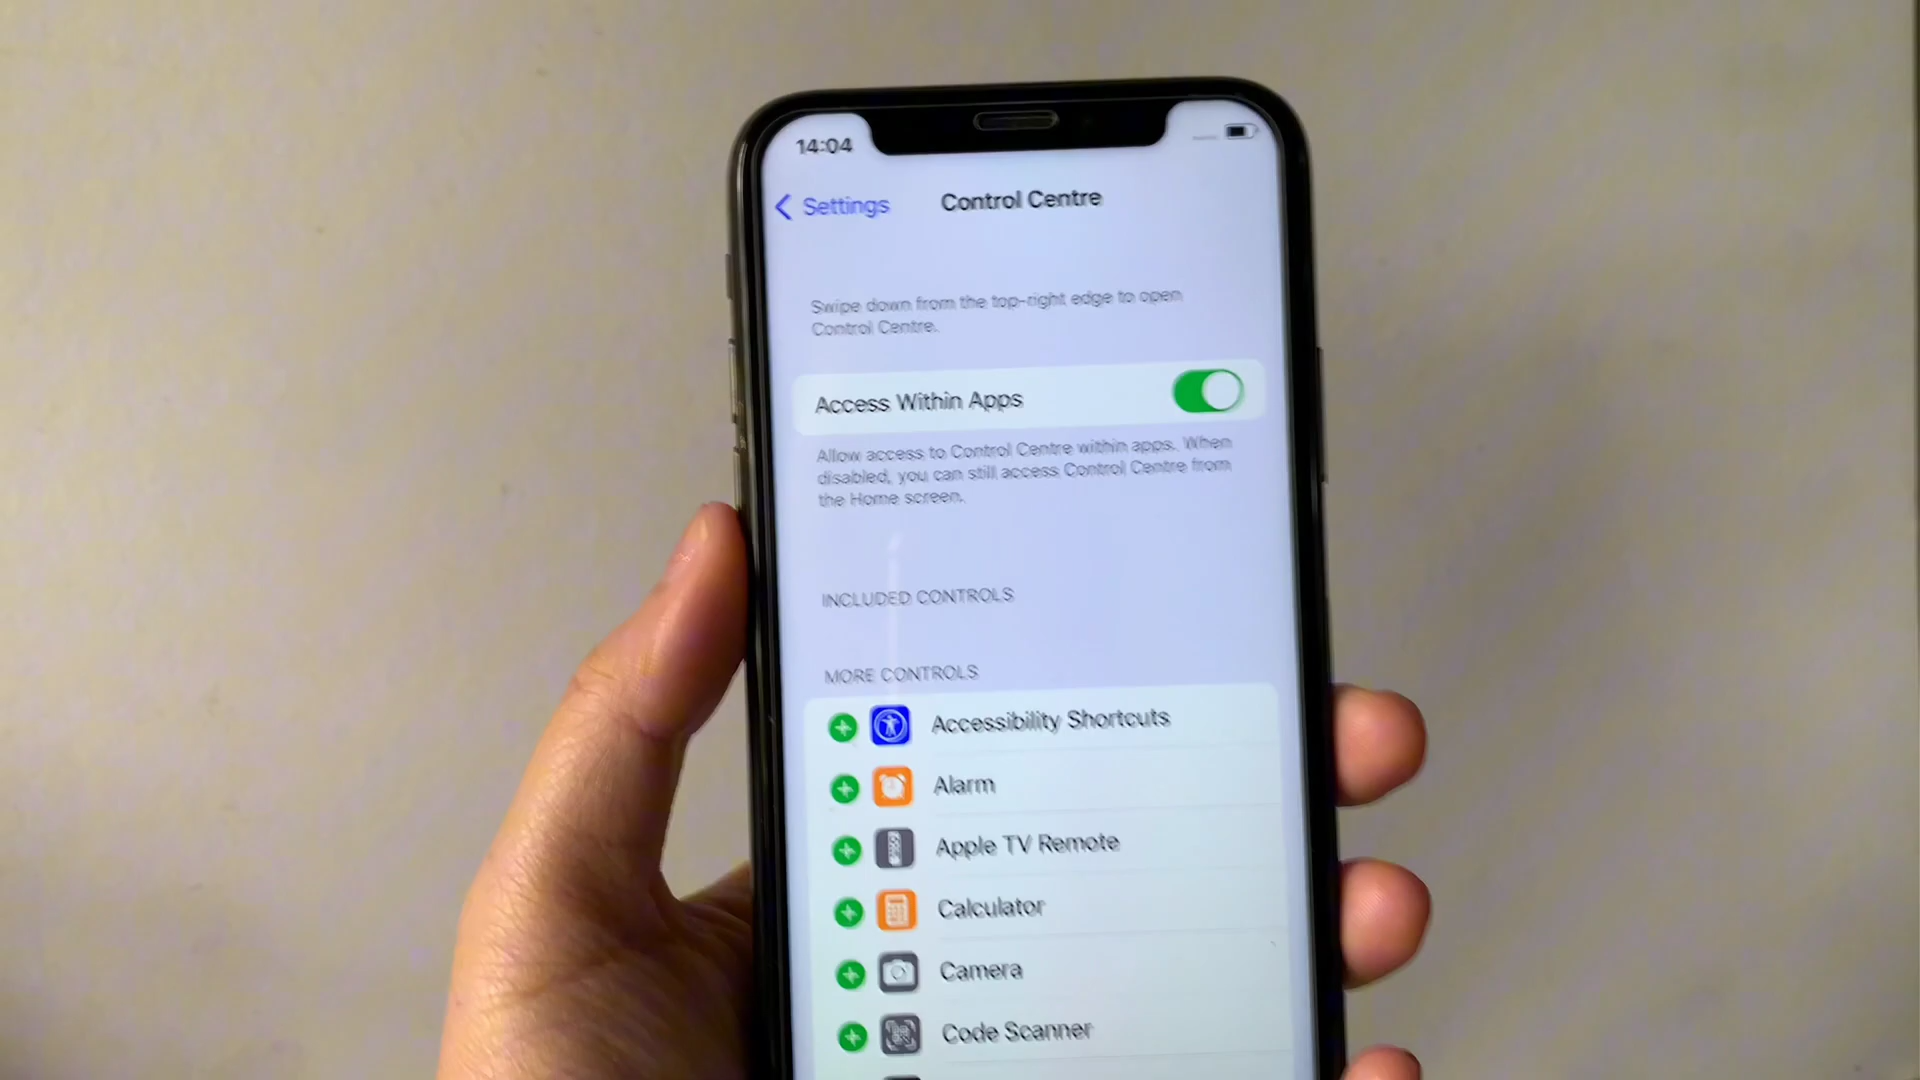 14:04
Settings
Control Centre
Swipe down from the top-right edge to open
Control Centre.
Access Within Apps
Allow access to Control Centre within apps. When
disabled, you can still access Control Centre from
the Home screen.
INCLUDED CONTROLS
MORE CONTROLS
Accessibility Shortcuts
Alarm
Apple TV Remote
Calculator
Camera
Code Scanner